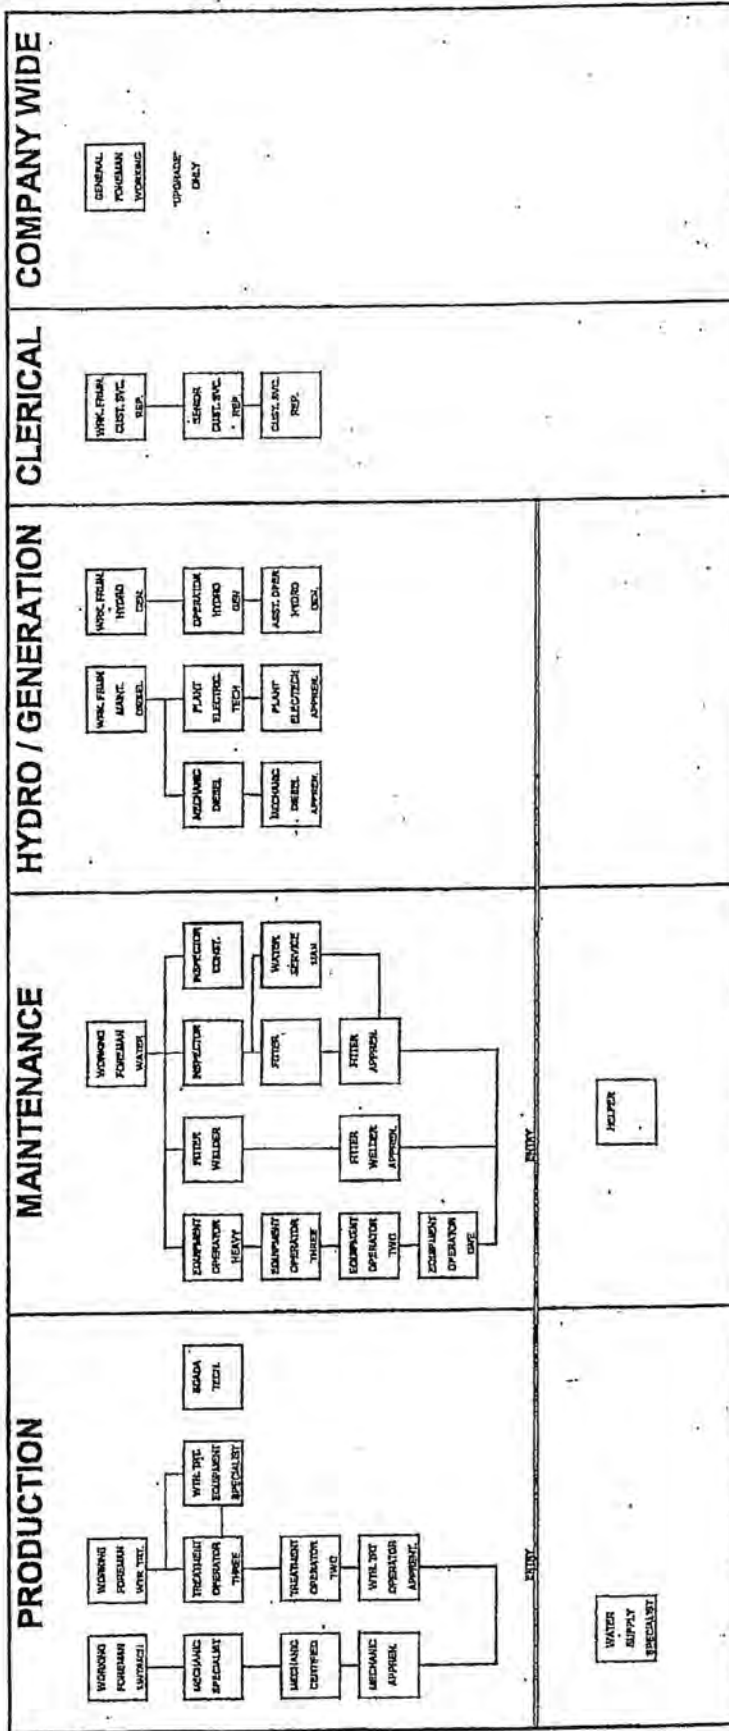 PRODUCTION
WORKING
FOREMAN
WORKING
FOREMAN
WTR. TRT.
MECHANIC
SPECIALIST
TREATMENT
OPERATOR
THREE
WTR. TRT.
EQUIPMENT
SPECIALIST
SCADA
TECH.
MECHANIC
CERTIFIED
TREATMENT
OPERATOR
TWO
MECHANIC
APPREN.
WTR. TRT
OPERATOR
APPRENT.
ENTRY
WATER
SUPPLY
SPECIALIST
MAINTENANCE
WORKING
FOREMAN
WATER
EQUIPMENT
OPERATOR
HEAVY
FITTER
WELDER
INSPECTOR
INSPECTOR
CONST.
EQUIPMENT
OPERATOR
THREE
FITTER
WATER
SERVICE
MAN
EQUIPMENT
OPERATOR
TWO
FITTER
WELDER
APPREN.
FITTER
APPREN.
EQUIPMENT
OPERATOR
ONE
ENTRY
HELPER
HYDRO / GENERATION
WRK. FRMN.
MAINT.
DIESEL
WRK. FRMN.
HYDRO
GEN.
MECHANIC
DIESEL
PLANT
ELECTRIC.
TECH
OPERATOR
HYDRO
GEN
MECHANIC
DIESEL
APPREN.
PLANT
ELEC/TECH
APPREN.
ASST. OPER
HYDRO
GEN.
CLERICAL
WRK. FRMN.
CUST. SVC.
REP.
SENIOR
CUST. SVC.
REP.
CUST. SVC.
REP.
COMPANY WIDE
GENERAL
FOREMAN
WORKING
"UPGRADE"
ONLY